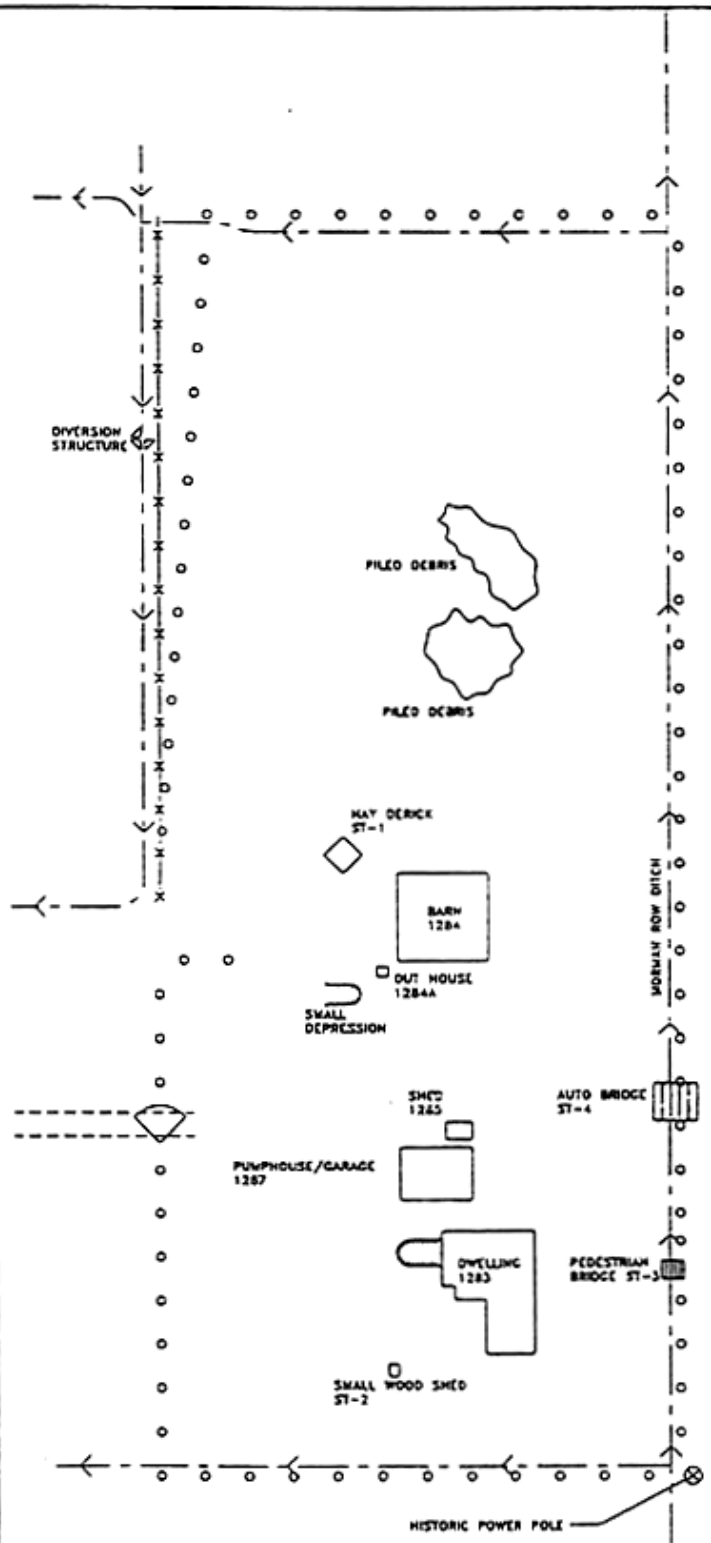 DIVERSION
STRUCTURE
PILED DEBRIS
PILED DEBRIS
HAY DERICK
ST-1
BARN
1284
OUT HOUSE
1284A
SMALL
DEPRESSION
MORMAN ROW DITCH
SHED
1285
AUTO BRIDGE
ST-4
PUMPHOUSE/GARAGE
1287
DWELLING
1283
PEDESTRIAN
BRIDGE ST-3
SMALL WOOD SHED
ST-2
HISTORIC POWER POLE